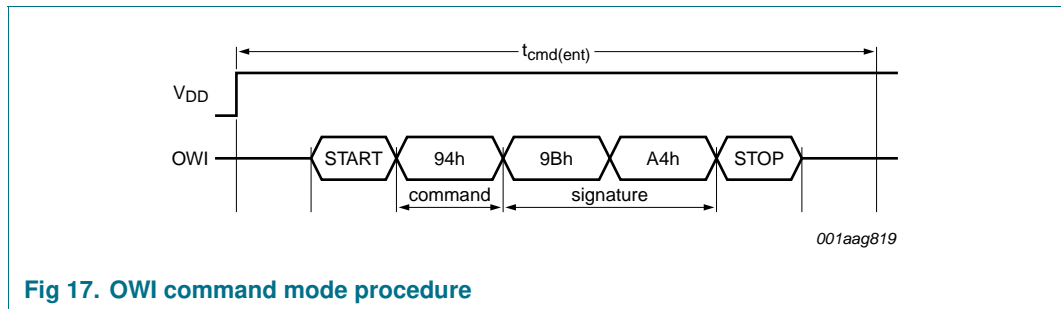 tcmd(ent)
VDD
OWI START 94h 9Bh A4h STOP
command signature
001aag819
Fig 17. OWI command mode procedure